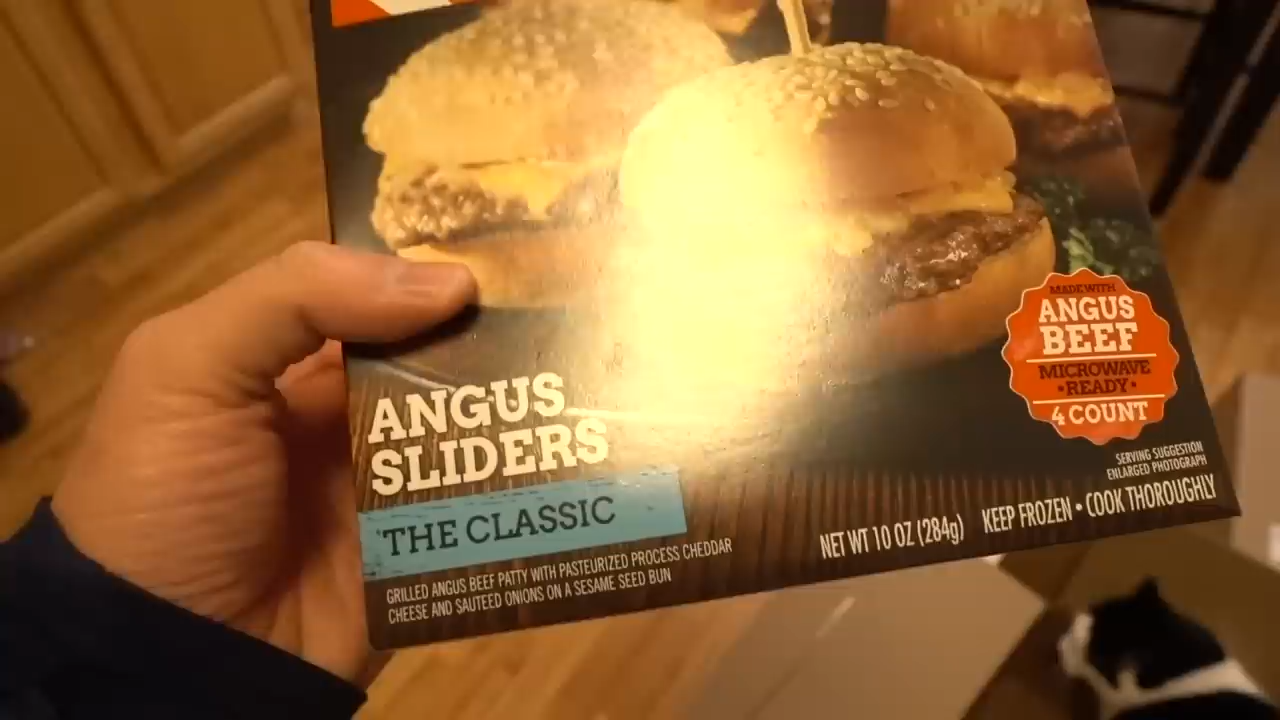 ANGUS
SLIDERS
THE CLASSIC
GRILLED ANGUS BEEF PATTY WITH PASTEURIZED PROCESS CHEDDAR
CHEESE AND SAUTEED ONIONS ON A SESAME SEED BUN
MADE WITH
ANGUS
BEEF
MICROWAVE
•READY•
4 COUNT
SERVING SUGGESTION
ENLARGED PHOTOGRAPH
NET WT 10 OZ (284g) KEEP FROZEN • COOK THOROUGHLY